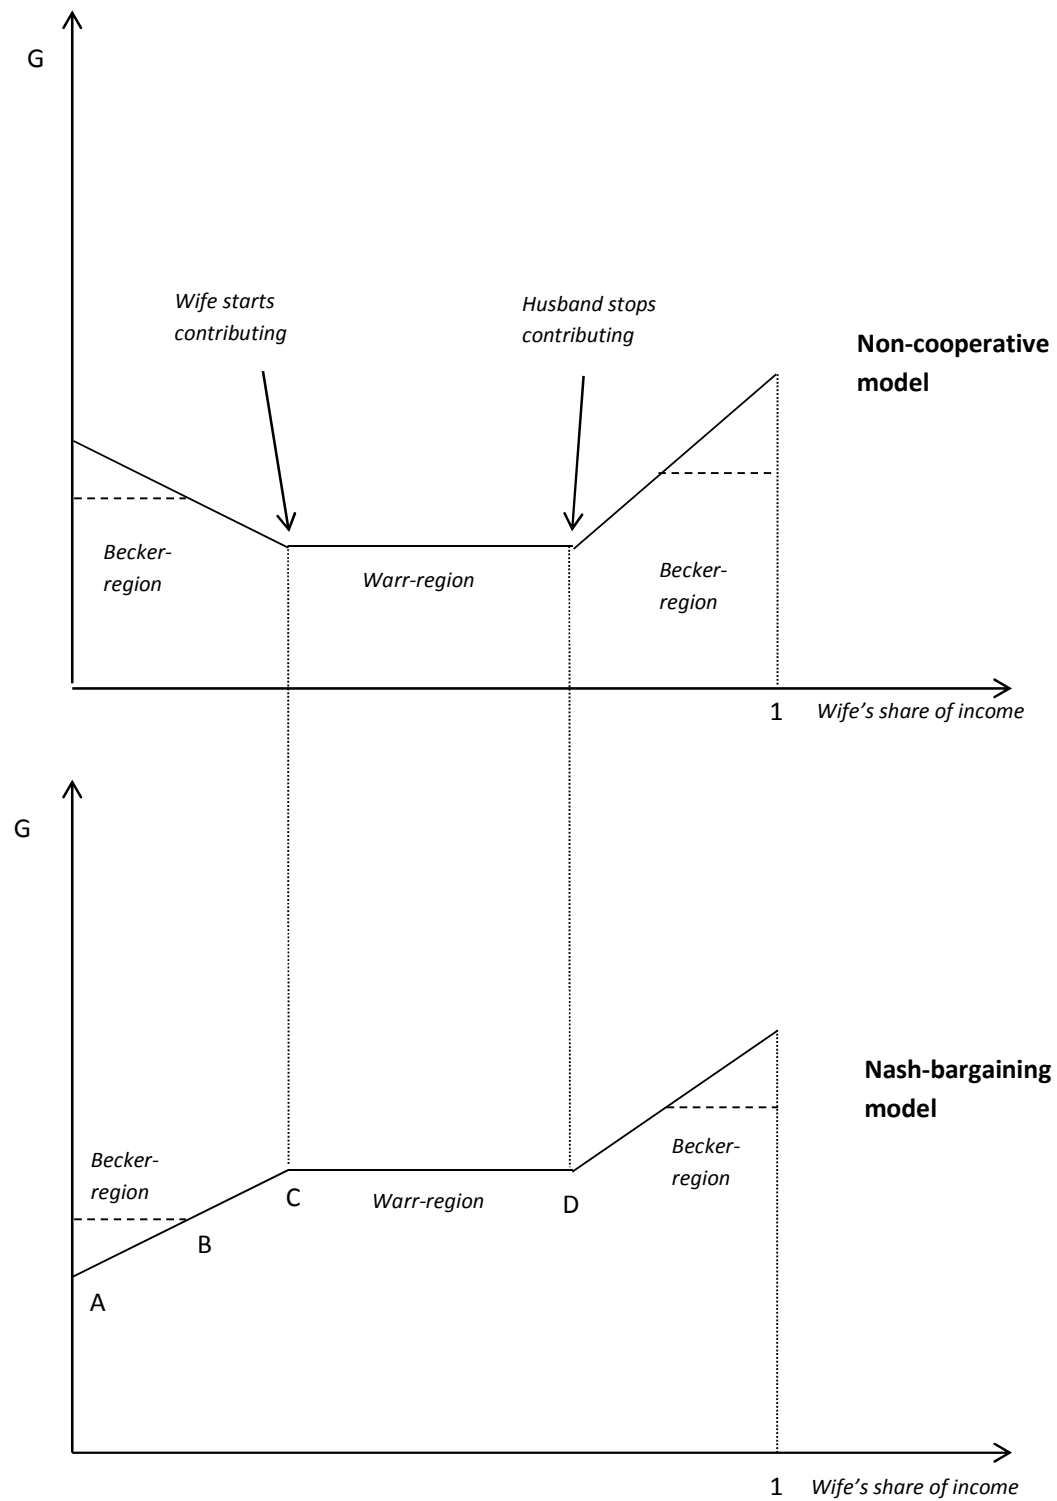 G
Wife starts
contributing
Husband stops
contributing
Non-cooperative
model
Becker-
region
Warr-region
Becker-
region
1
Wife's share of income
G
Nash-bargaining
model
Becker-
region
Becker-
region
C
Warr-region
D
B
A
1
Wife's share of income